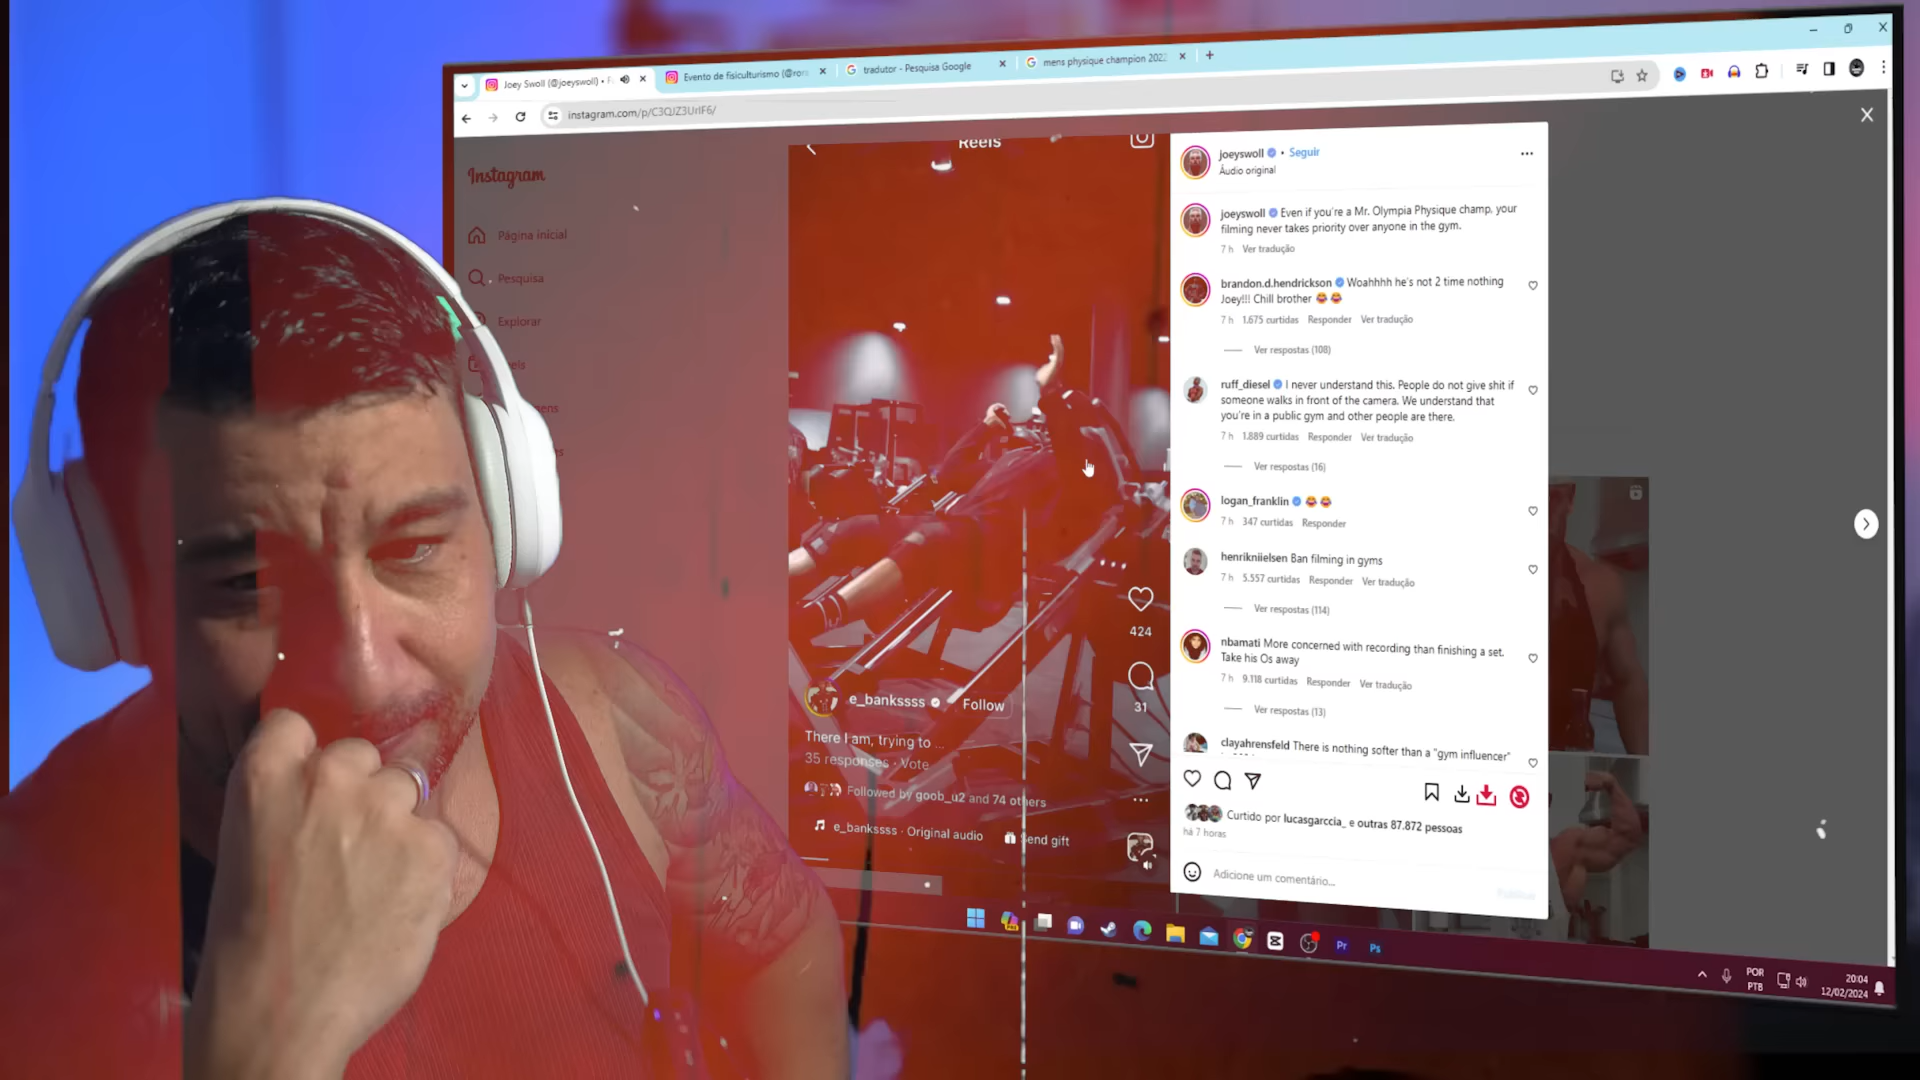 Joey Swoll (@joeyswoll) •
Evento de fisiculturismo (@ror
tradutor - Pesquisa Google
mens physique champion 2022
instagram.com/p/C3QJZ3UrIF6/
Instagram
Página inicial
Pesquisa
Explorar
Reels
e_bankssss
Follow
There I am, trying to ...
35 responses · Vote
Followed by goob_u2 and 74 others
e_bankssss · Original audio
Send gift
424
31
joeyswoll • Seguir
Áudio original
joeyswoll Even if you're a Mr. Olympia Physique champ, your
filming never takes priority over anyone in the gym.
7 h Ver tradução
brandon.d.hendrickson Woahhhh he's not 2 time nothing
Joey!!! Chill brother 😂😂
7 h 1.675 curtidas Responder Ver tradução
Ver respostas (108)
ruff_diesel I never understand this. People do not give shit if
someone walks in front of the camera. We understand that
you're in a public gym and other people are there.
7 h 1.889 curtidas Responder Ver tradução
Ver respostas (16)
logan_franklin 😂😂
7 h 347 curtidas Responder
henrikniielsen Ban filming in gyms
7 h 5.557 curtidas Responder Ver tradução
Ver respostas (114)
nbamati More concerned with recording than finishing a set.
Take his Os away
7 h 9.118 curtidas Responder Ver tradução
Ver respostas (13)
clayahrensfeld There is nothing softer than a "gym influencer"
Curtido por lucasgarccia_ e outras 87.872 pessoas
há 7 horas
Adicione um comentário...
Publicar
Pr
Ps
POR
PTB
20:04
12/02/2024